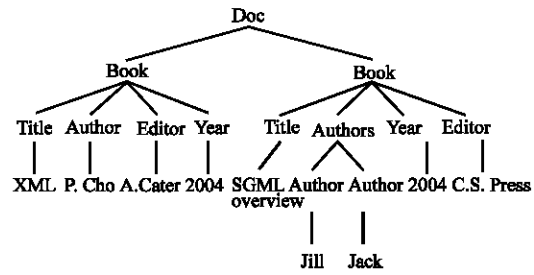 Doc
Book Book
Title Author Editor Year Title Authors Year Editor
XML P. Cho A.Cater 2004 SGML Author Author 2004 C.S. Press
overview
Jill Jack